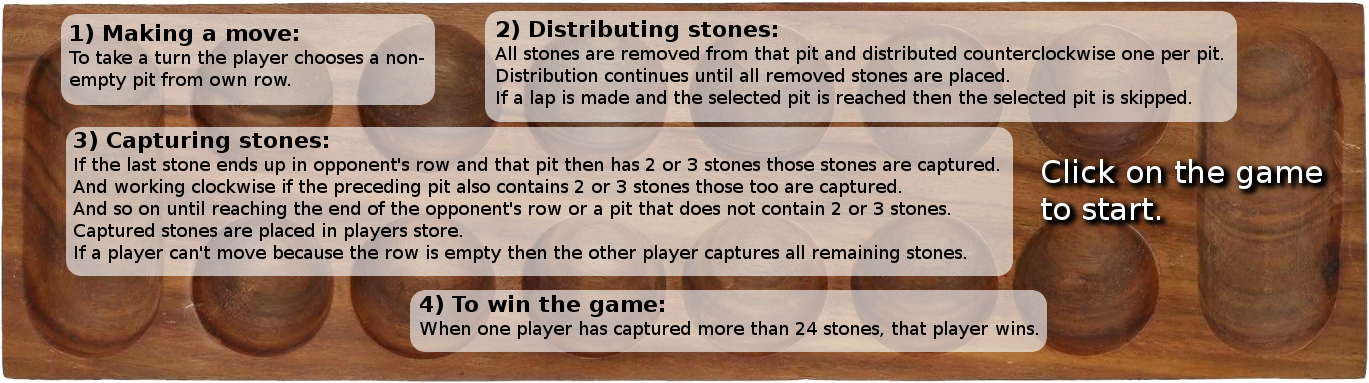 1) Making a move:
To take a turn the player chooses a non-
empty pit from own row.
2) Distributing stones:
All stones are removed from that pit and distributed counterclockwise one per pit.
Distribution continues until all removed stones are placed.
If a lap is made and the selected pit is reached then the selected pit is skipped.
3) Capturing stones:
If the last stone ends up in opponent's row and that pit then has 2 or 3 stones those stones are captured.
And working clockwise if the preceding pit also contains 2 or 3 stones those too are captured.
And so on until reaching the end of the opponent's row or a pit that does not contain 2 or 3 stones.
Captured stones are placed in players store.
If a player can't move because the row is empty then the other player captures all remaining stones.
Click on the game
to start.
4) To win the game:
When one player has captured more than 24 stones, that player wins.